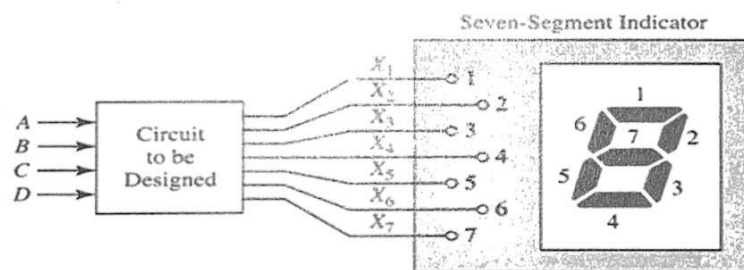 Seven-Segment Indicator
X1
X2
X3
X4
X5
X6
X7
1
2
3
4
5
6
7
A
B
C
D
Circuit
to be
Designed
1
6
7
2
5
3
4